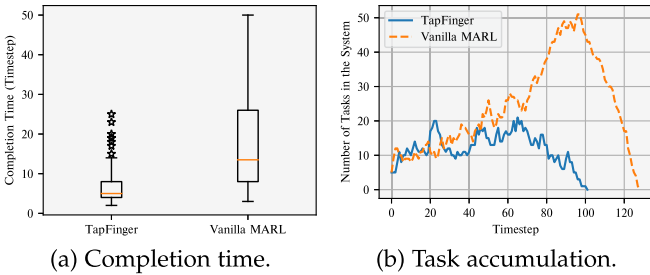 50
40
30
20
10
0
Completion Time (Timestep)
TapFinger
Vanilla MARL
(a) Completion time.
50
40
30
20
10
0
Number of Tasks in the System
TapFinger
Vanilla MARL
0 20 40 60 80 100 120
Timestep
(b) Task accumulation.